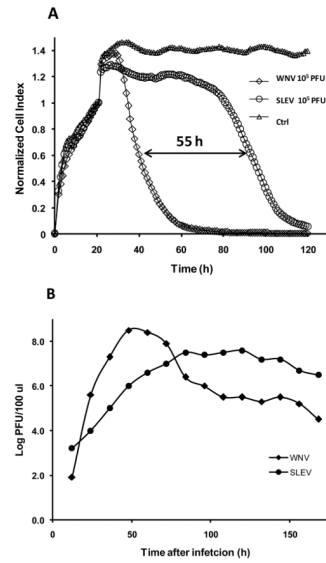 A
Normalized Cell Index
1.4
1.2
1
0.8
0.6
0.4
0.2
0
0 20 40 60 80 100 120
Time (h)
55 h
WNV 10⁵ PFU
SLEV 10⁵ PFU
Ctrl
B
Log PFU/100 ul
8.0
6.0
4.0
2.0
0.0
0 50 100 150
Time after infetcion (h)
WNV
SLEV